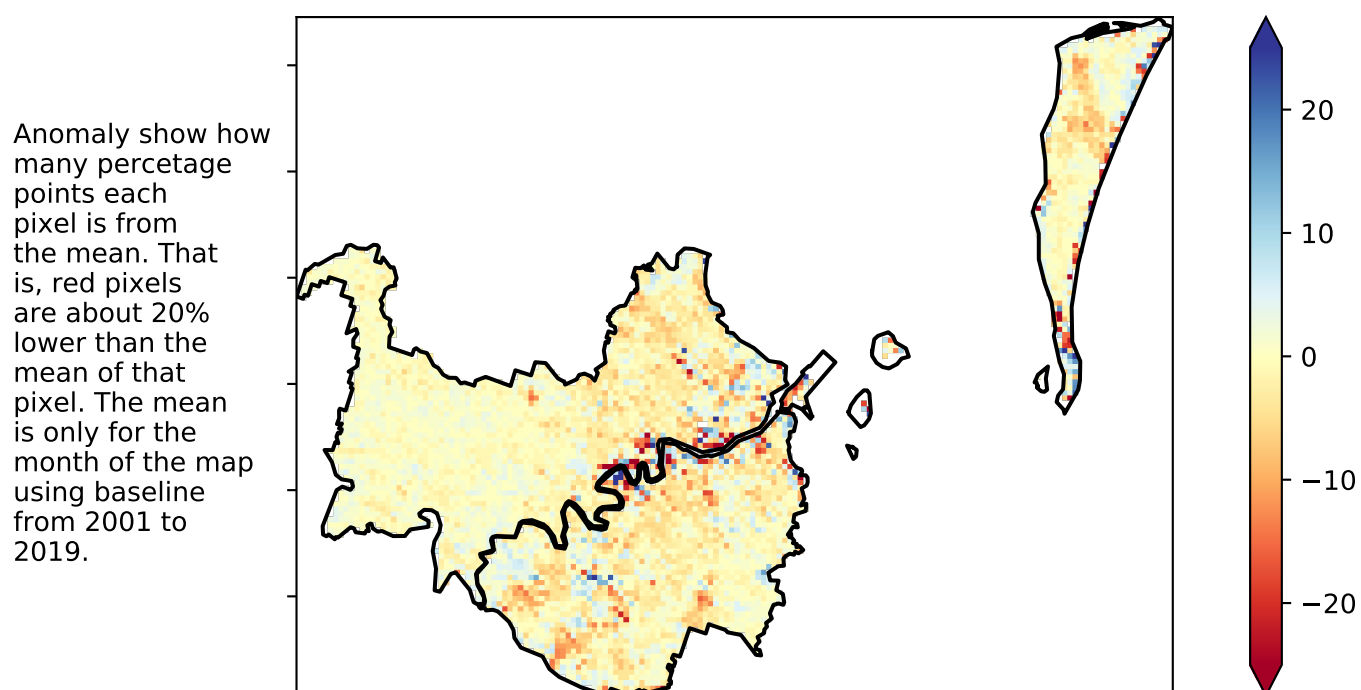 Anomaly show how
many percetage
points each
pixel is from
the mean. That
is, red pixels
are about 20%
lower than the
mean of that
pixel. The mean
is only for the
month of the map
using baseline
from 2001 to
2019.
20
10
0
−10
−20